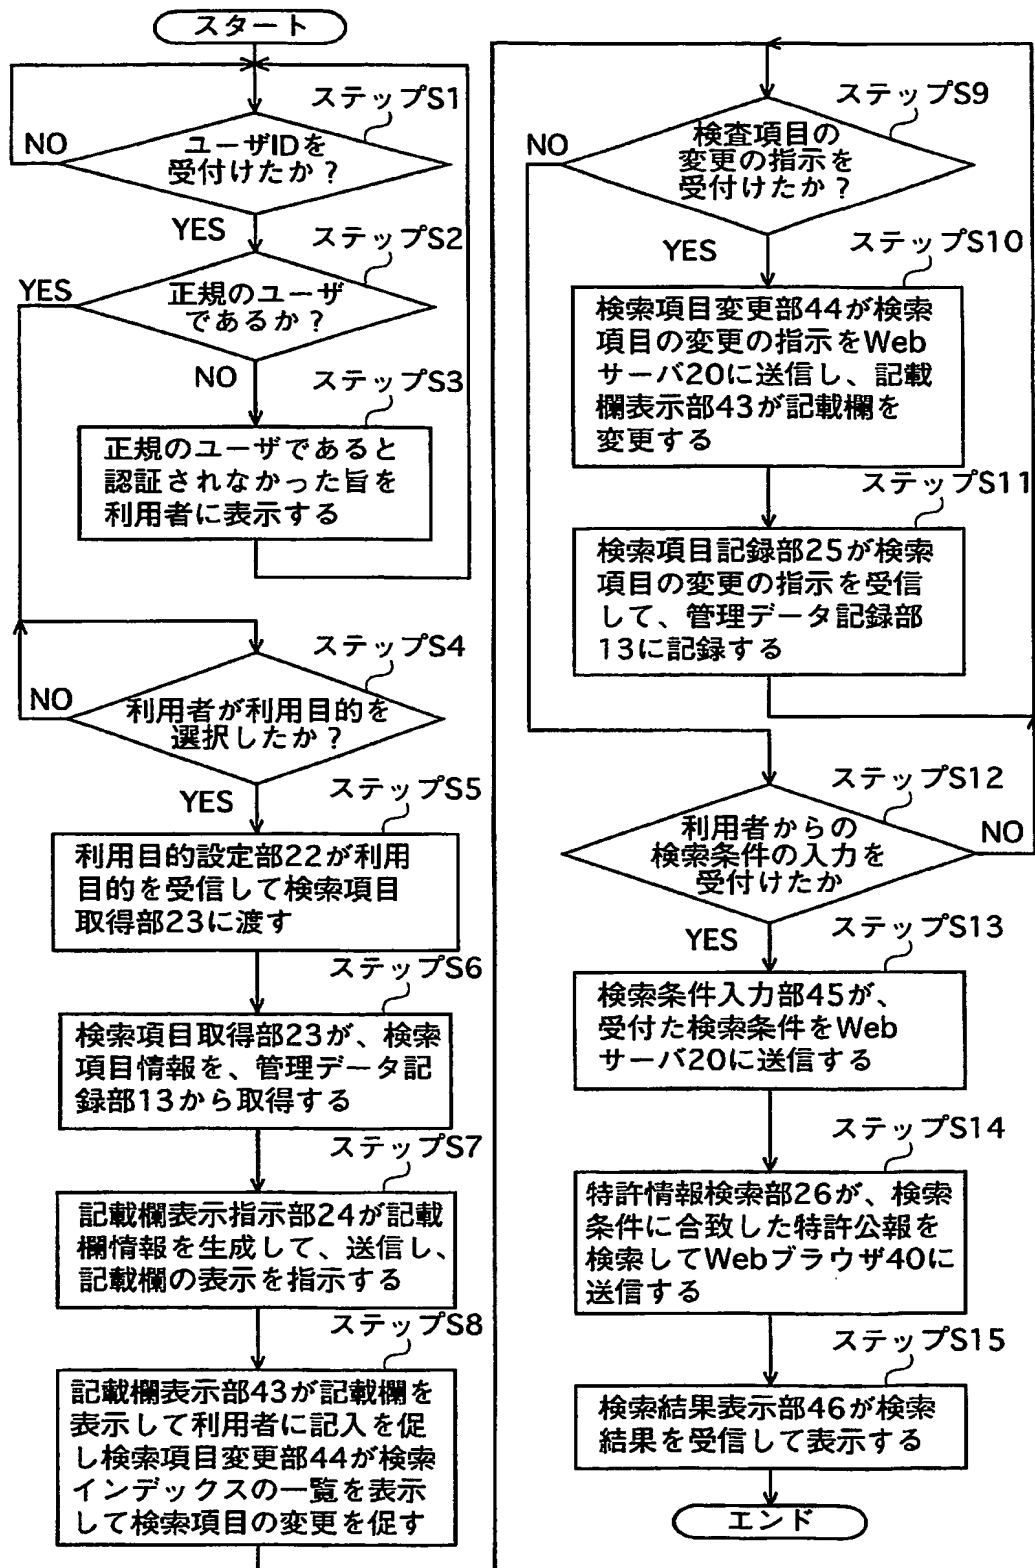 スタート
ステップS1
NO
ユーザIDを
受付けたか？
YES
ステップS2
YES
正規のユーザ
であるか？
NO
ステップS3
正規のユーザであると
認証されなかった旨を
利用者に表示する
ステップS4
NO
利用者が利用目的を
選択したか？
YES
ステップS5
利用目的設定部22が利用
目的を受信して検索項目
取得部23に渡す
ステップS6
検索項目取得部23が、検索
項目情報を、管理データ記
録部13から取得する
ステップS7
記載欄表示指示部24が記載
欄情報を生成して、送信し、
記載欄の表示を指示する
ステップS8
記載欄表示部43が記載欄を
表示して利用者に記入を促
し検索項目変更部44が検索
インデックスの一覧を表示
して検索項目の変更を促す
ステップS9
NO
検査項目の
変更の指示を
受付けたか？
YES
ステップS10
検索項目変更部44が検索
項目の変更の指示をWeb
サーバ20に送信し、記載
欄表示部43が記載欄を
変更する
ステップS11
検索項目記録部25が検索
項目の変更の指示を受信
して、管理データ記録部
13に記録する
ステップS12
利用者からの
検索条件の入力を
受付けたか
NO
YES
ステップS13
検索条件入力部45が、
受付た検索条件をWeb
サーバ20に送信する
ステップS14
特許情報検索部26が、検索
条件に合致した特許公報を
検索してWebブラウザ40に
送信する
ステップS15
検索結果表示部46が検索
結果を受信して表示する
エンド